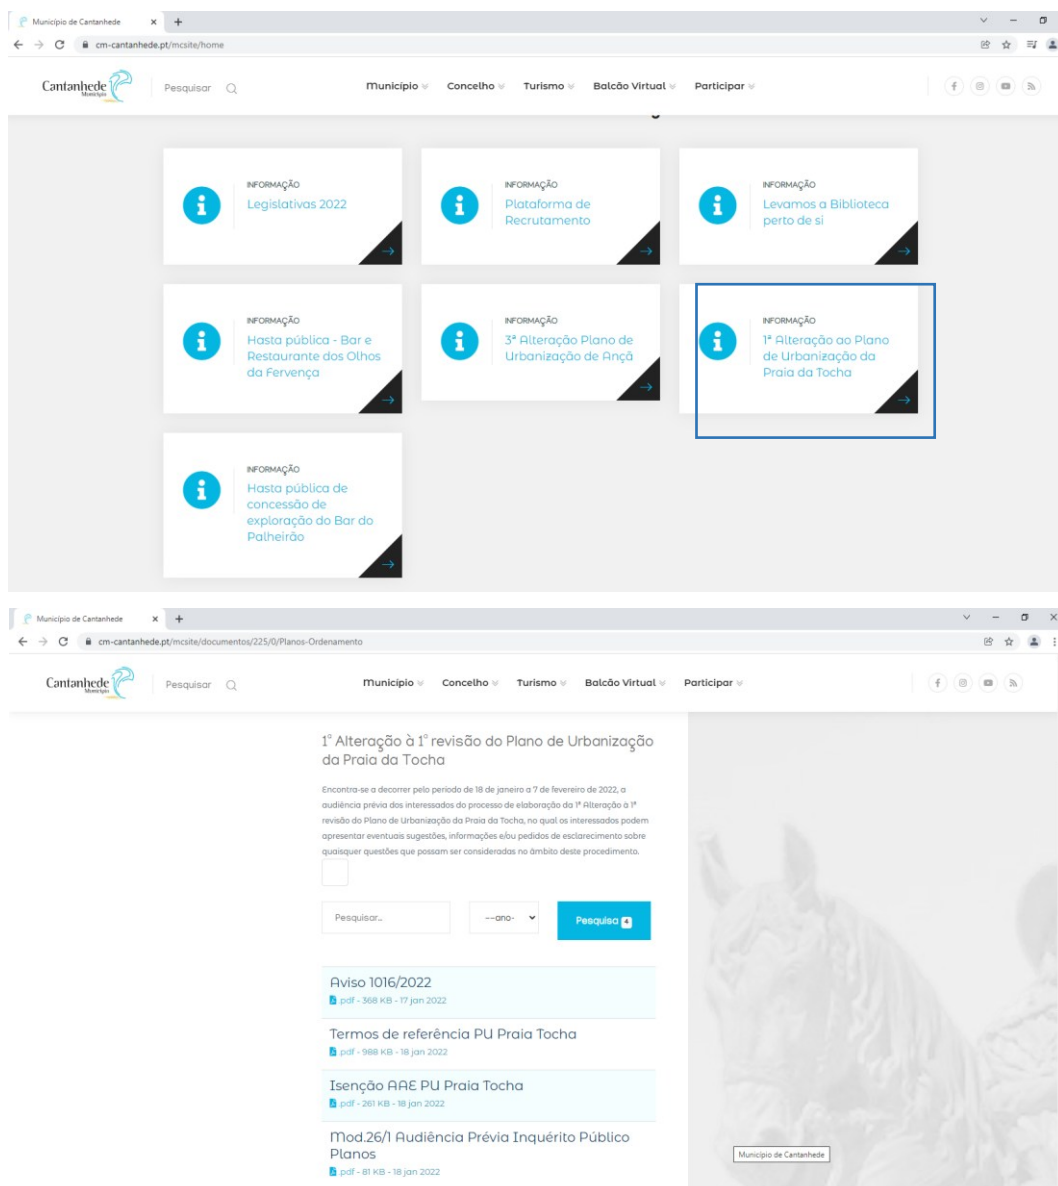 Município de Cantanhede
cm-cantanhede.pt/mcsite/home
Cantanhede
Município
Pesquisar
Município
Concelho
Turismo
Balcão Virtual
Participar
INFORMAÇÃO
Legislativas 2022
INFORMAÇÃO
Plataforma de
Recrutamento
INFORMAÇÃO
Levamos a Biblioteca
perto de si
INFORMAÇÃO
Hasta pública - Bar e
Restaurante dos Olhos
da Fervença
INFORMAÇÃO
3ª Alteração Plano de
Urbanização de Ançã
INFORMAÇÃO
1ª Alteração ao Plano
de Urbanização da
Praia da Tocha
INFORMAÇÃO
Hasta pública de
concessão de
exploração do Bar do
Palheirão
Município de Cantanhede
cm-cantanhede.pt/mcsite/documentos/225/0/Planos-Ordenamento
Cantanhede
Município
Pesquisar
Município
Concelho
Turismo
Balcão Virtual
Participar
1ª Alteração à 1ª revisão do Plano de Urbanização
da Praia da Tocha
Encontra-se a decorrer pelo período de 18 de janeiro a 7 de fevereiro de 2022, a
audiência prévia dos interessados do processo de elaboração da 1ª Alteração à 1ª
revisão do Plano de Urbanização da Praia da Tocha, no qual os interessados podem
apresentar eventuais sugestões, informações e/ou pedidos de esclarecimento sobre
quaisquer questões que possam ser consideradas no âmbito deste procedimento.
Pesquisar...
--ano-
Pesquisa 4
Aviso 1016/2022
.pdf - 368 KB - 17 jan 2022
Termos de referência PU Praia Tocha
.pdf - 988 KB - 18 jan 2022
Isenção AAE PU Praia Tocha
.pdf - 261 KB - 18 jan 2022
Mod.26/1 Audiência Prévia Inquérito Público
Planos
.pdf - 81 KB - 18 jan 2022
Município de Cantanhede